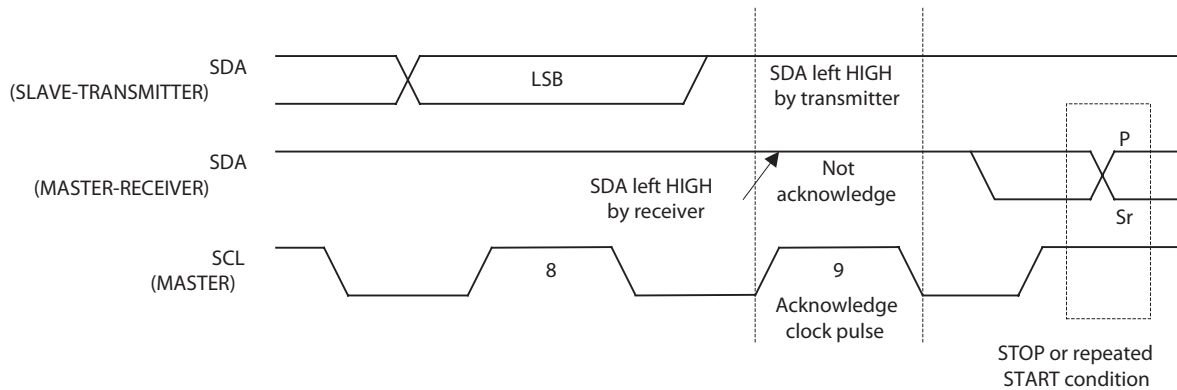 SDA
(SLAVE-TRANSMITTER)
LSB
SDA left HIGH
by transmitter
SDA
(MASTER-RECEIVER)
SDA left HIGH
by receiver
Not
acknowledge
P
Sr
SCL
(MASTER)
8
9
Acknowledge
clock pulse
STOP or repeated
START condition